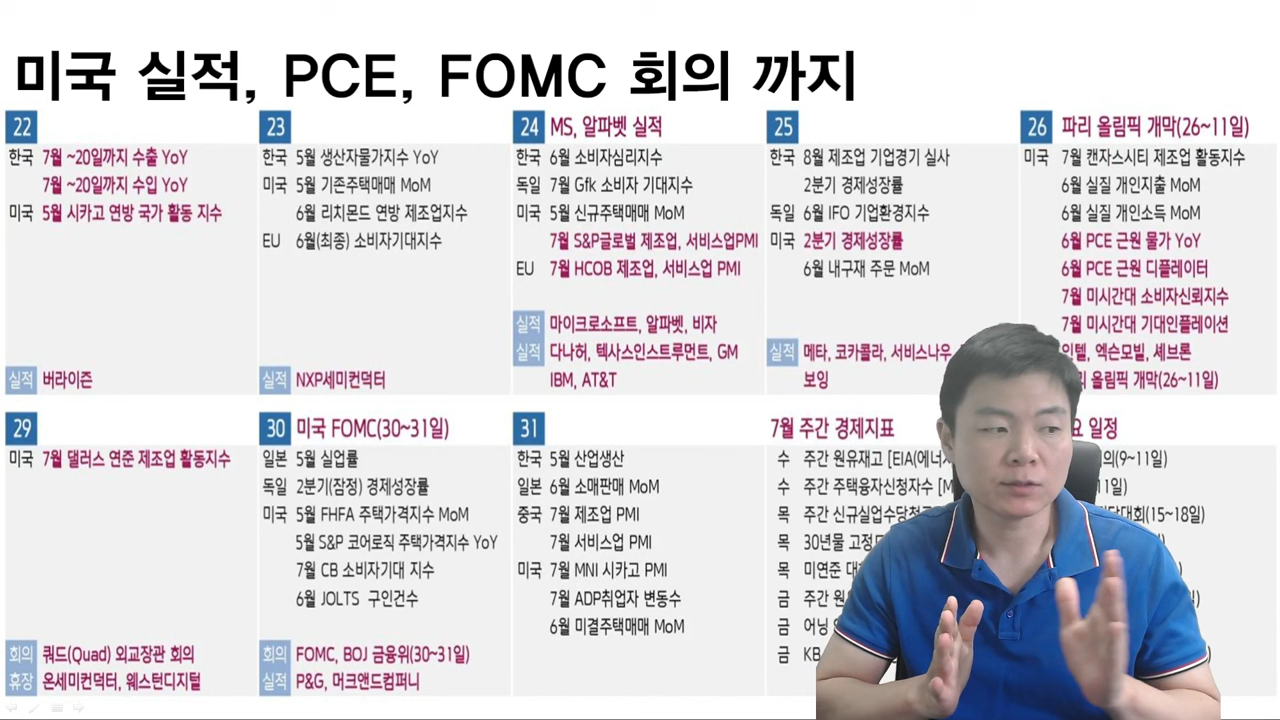 미국 실적, PCE, FOMC 회의 까지
22
한국 7월 ~20일까지 수출 YoY
7월 ~20일까지 수입 YoY
미국 5월 시카고 연방 국가 활동 지수
실적 버라이즌
23
한국 5월 생산자물가지수 YoY
미국 5월 기존주택매매 MoM
6월 리치몬드 연방 제조업지수
EU 6월(최종) 소비자기대지수
실적 NXP세미컨덕터
24 MS, 알파벳 실적
한국 6월 소비자심리지수
독일 7월 Gfk 소비자 기대지수
미국 5월 신규주택매매 MoM
7월 S&P글로벌 제조업, 서비스업PMI
EU 7월 HCOB 제조업, 서비스업 PMI
실적 마이크로소프트, 알파벳, 비자
실적 다나허, 텍사스인스트루먼트, GM
IBM, AT&T
25
한국 8월 제조업 기업경기 실사
2분기 경제성장률
독일 6월 IFO 기업환경지수
미국 2분기 경제성장률
6월 내구재 주문 MoM
실적 메타, 코카콜라, 서비스나우,
보잉
26 파리 올림픽 개막(26~11일)
미국 7월 캔자스시티 제조업 활동지수
6월 실질 개인지출 MoM
6월 실질 개인소득 MoM
6월 PCE 근원 물가 YoY
6월 PCE 근원 디플레이터
7월 미시간대 소비자신뢰지수
7월 미시간대 기대인플레이션
인텔, 엑슨모빌, 셰브론
올림픽 개막(26~11일)
29
미국 7월 댈러스 연준 제조업 활동지수
회의 쿼드(Quad) 외교장관 회의
휴장 온세미컨덕터, 웨스턴디지털
30 미국 FOMC(30~31일)
일본 5월 실업률
독일 2분기(잠정) 경제성장률
미국 5월 FHFA 주택가격지수 MoM
5월 S&P 코어로직 주택가격지수 YoY
7월 CB 소비자기대 지수
6월 JOLTS 구인건수
회의 FOMC, BOJ 금융위(30~31일)
실적 P&G, 머크앤드컴퍼니
31
한국 5월 산업생산
일본 6월 소매판매 MoM
중국 7월 제조업 PMI
7월 서비스업 PMI
미국 7월 MNI 시카고 PMI
7월 ADP취업자 변동수
6월 미결주택매매 MoM
7월 주간 경제지표
수 주간 원유재고 [EIA(에너
수 주간 주택융자신청자수 [M
목 주간 신규실업수당청
목 30년물 고정
목 미연준 대
금 주간 원
금 어닝
금 KB
일정
(9~11일)
11일)
대회(15~18일)